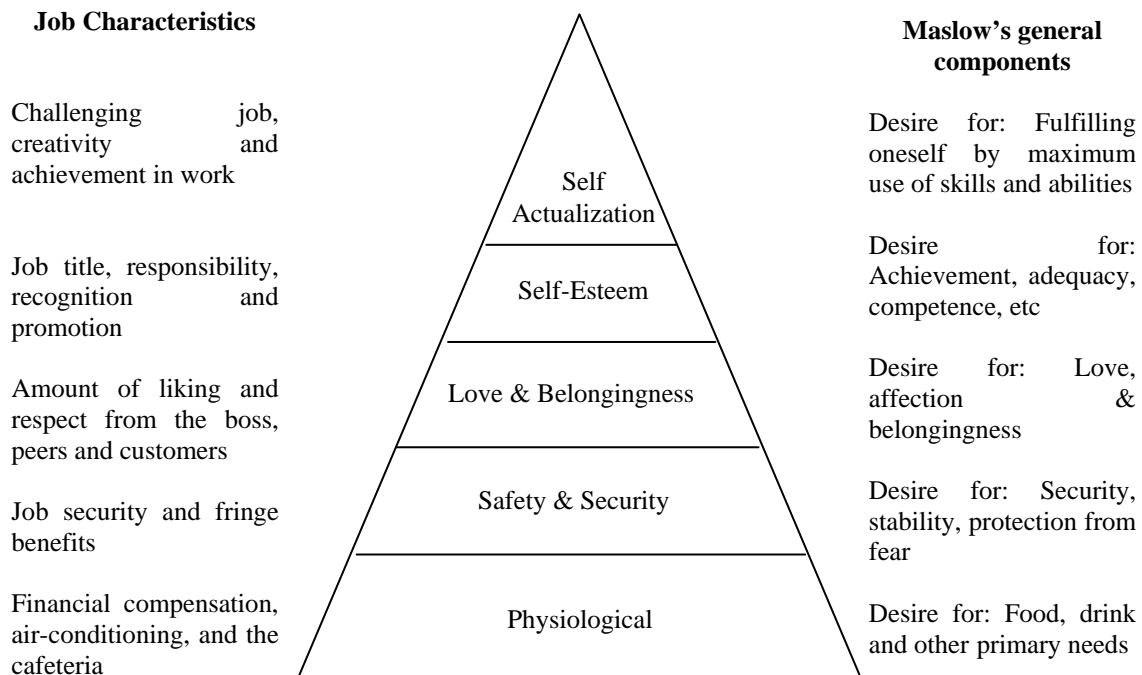 Job Characteristics
Challenging job,
creativity and
achievement in work
Job title, responsibility,
recognition and
promotion
Amount of liking and
respect from the boss,
peers and customers
Job security and fringe
benefits
Financial compensation,
air-conditioning, and the
cafeteria
Self
Actualization
Self-Esteem
Love & Belongingness
Safety & Security
Physiological
Maslow's general
components
Desire for: Fulfilling
oneself by maximum
use of skills and abilities
Desire for:
Achievement, adequacy,
competence, etc
Desire for: Love,
affection &
belongingness
Desire for: Security,
stability, protection from
fear
Desire for: Food, drink
and other primary needs